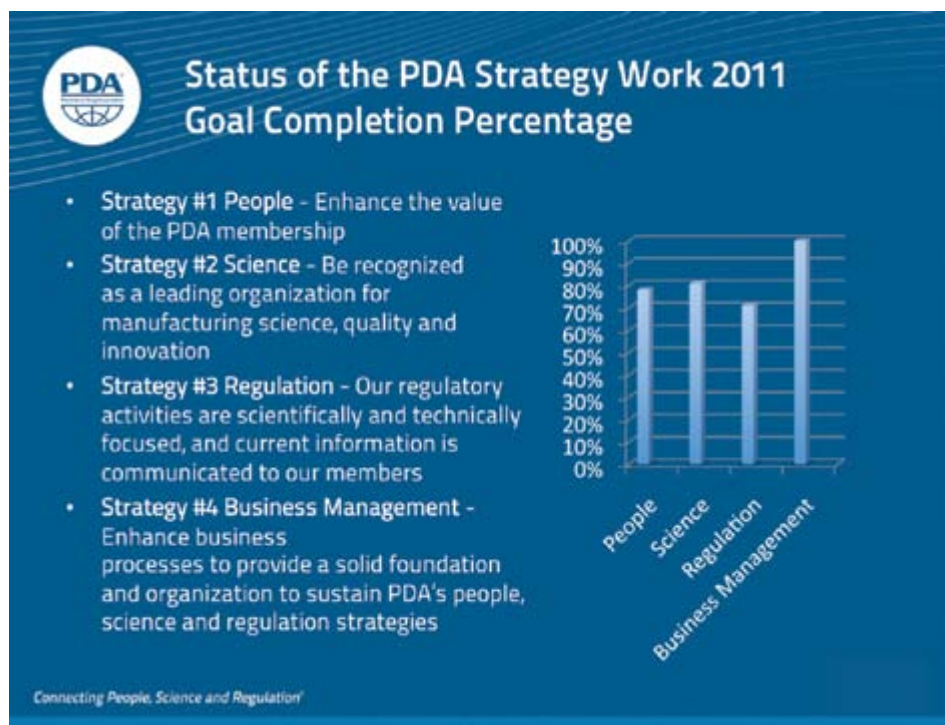 PDA
Status of the PDA Strategy Work 2011
Goal Completion Percentage
• Strategy #1 People - Enhance the value
of the PDA membership
• Strategy #2 Science - Be recognized
as a leading organization for
manufacturing science, quality and
innovation
• Strategy #3 Regulation - Our regulatory
activities are scientifically and technically
focused, and current information is
communicated to our members
• Strategy #4 Business Management -
Enhance business
processes to provide a solid foundation
and organization to sustain PDA's people,
science and regulation strategies
100%
90%
80%
70%
60%
50%
40%
30%
20%
10%
0%
People
Science
Regulation
Business Management
Connecting People, Science and Regulation